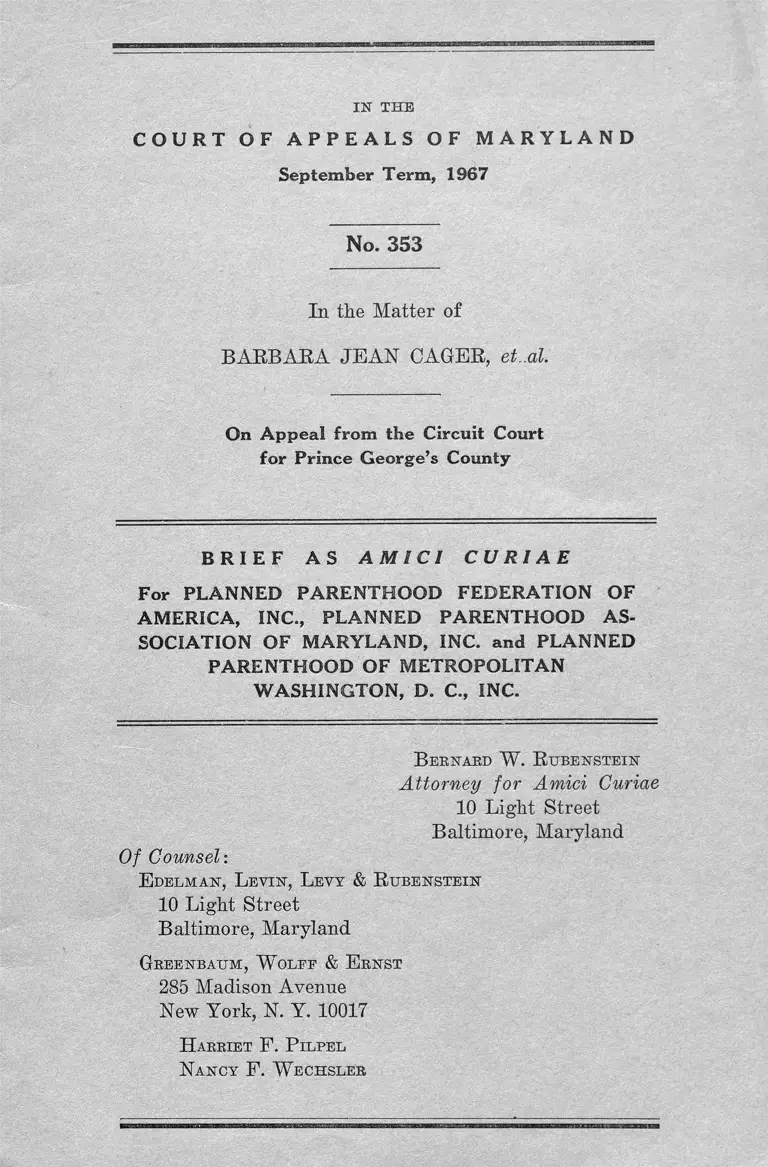 IN THE
COURT OF APPEALS OF MARYLAND
September Term, 1967
No. 353
In the Matter of
BARBARA JEAN CAGER, et..al.
On Appeal from the Circuit Court
for Prince George's County
BRIEF AS AMICI CURIAE
For PLANNED PARENTHOOD FEDERATION OF
AMERICA, INC., PLANNED PARENTHOOD AS-
SOCIATION OF MARYLAND, INC. and PLANNED
PARENTHOOD OF METROPOLITAN
WASHINGTON, D. C., INC.
BERNARD W. RUBENSTEIN
Attorney for Amici Curiae
10 Light Street
Baltimore, Maryland
Of Counsel:
EDELMAN, LEVIN, LEVY & RUBENSTEIN
10 Light Street
Baltimore, Maryland
GREENBAUM, WOLFF & ERNST
285 Madison Avenue
New York, N. Y. 10017
HARRIET F. PILPEL
NANCY F. WECHSLER